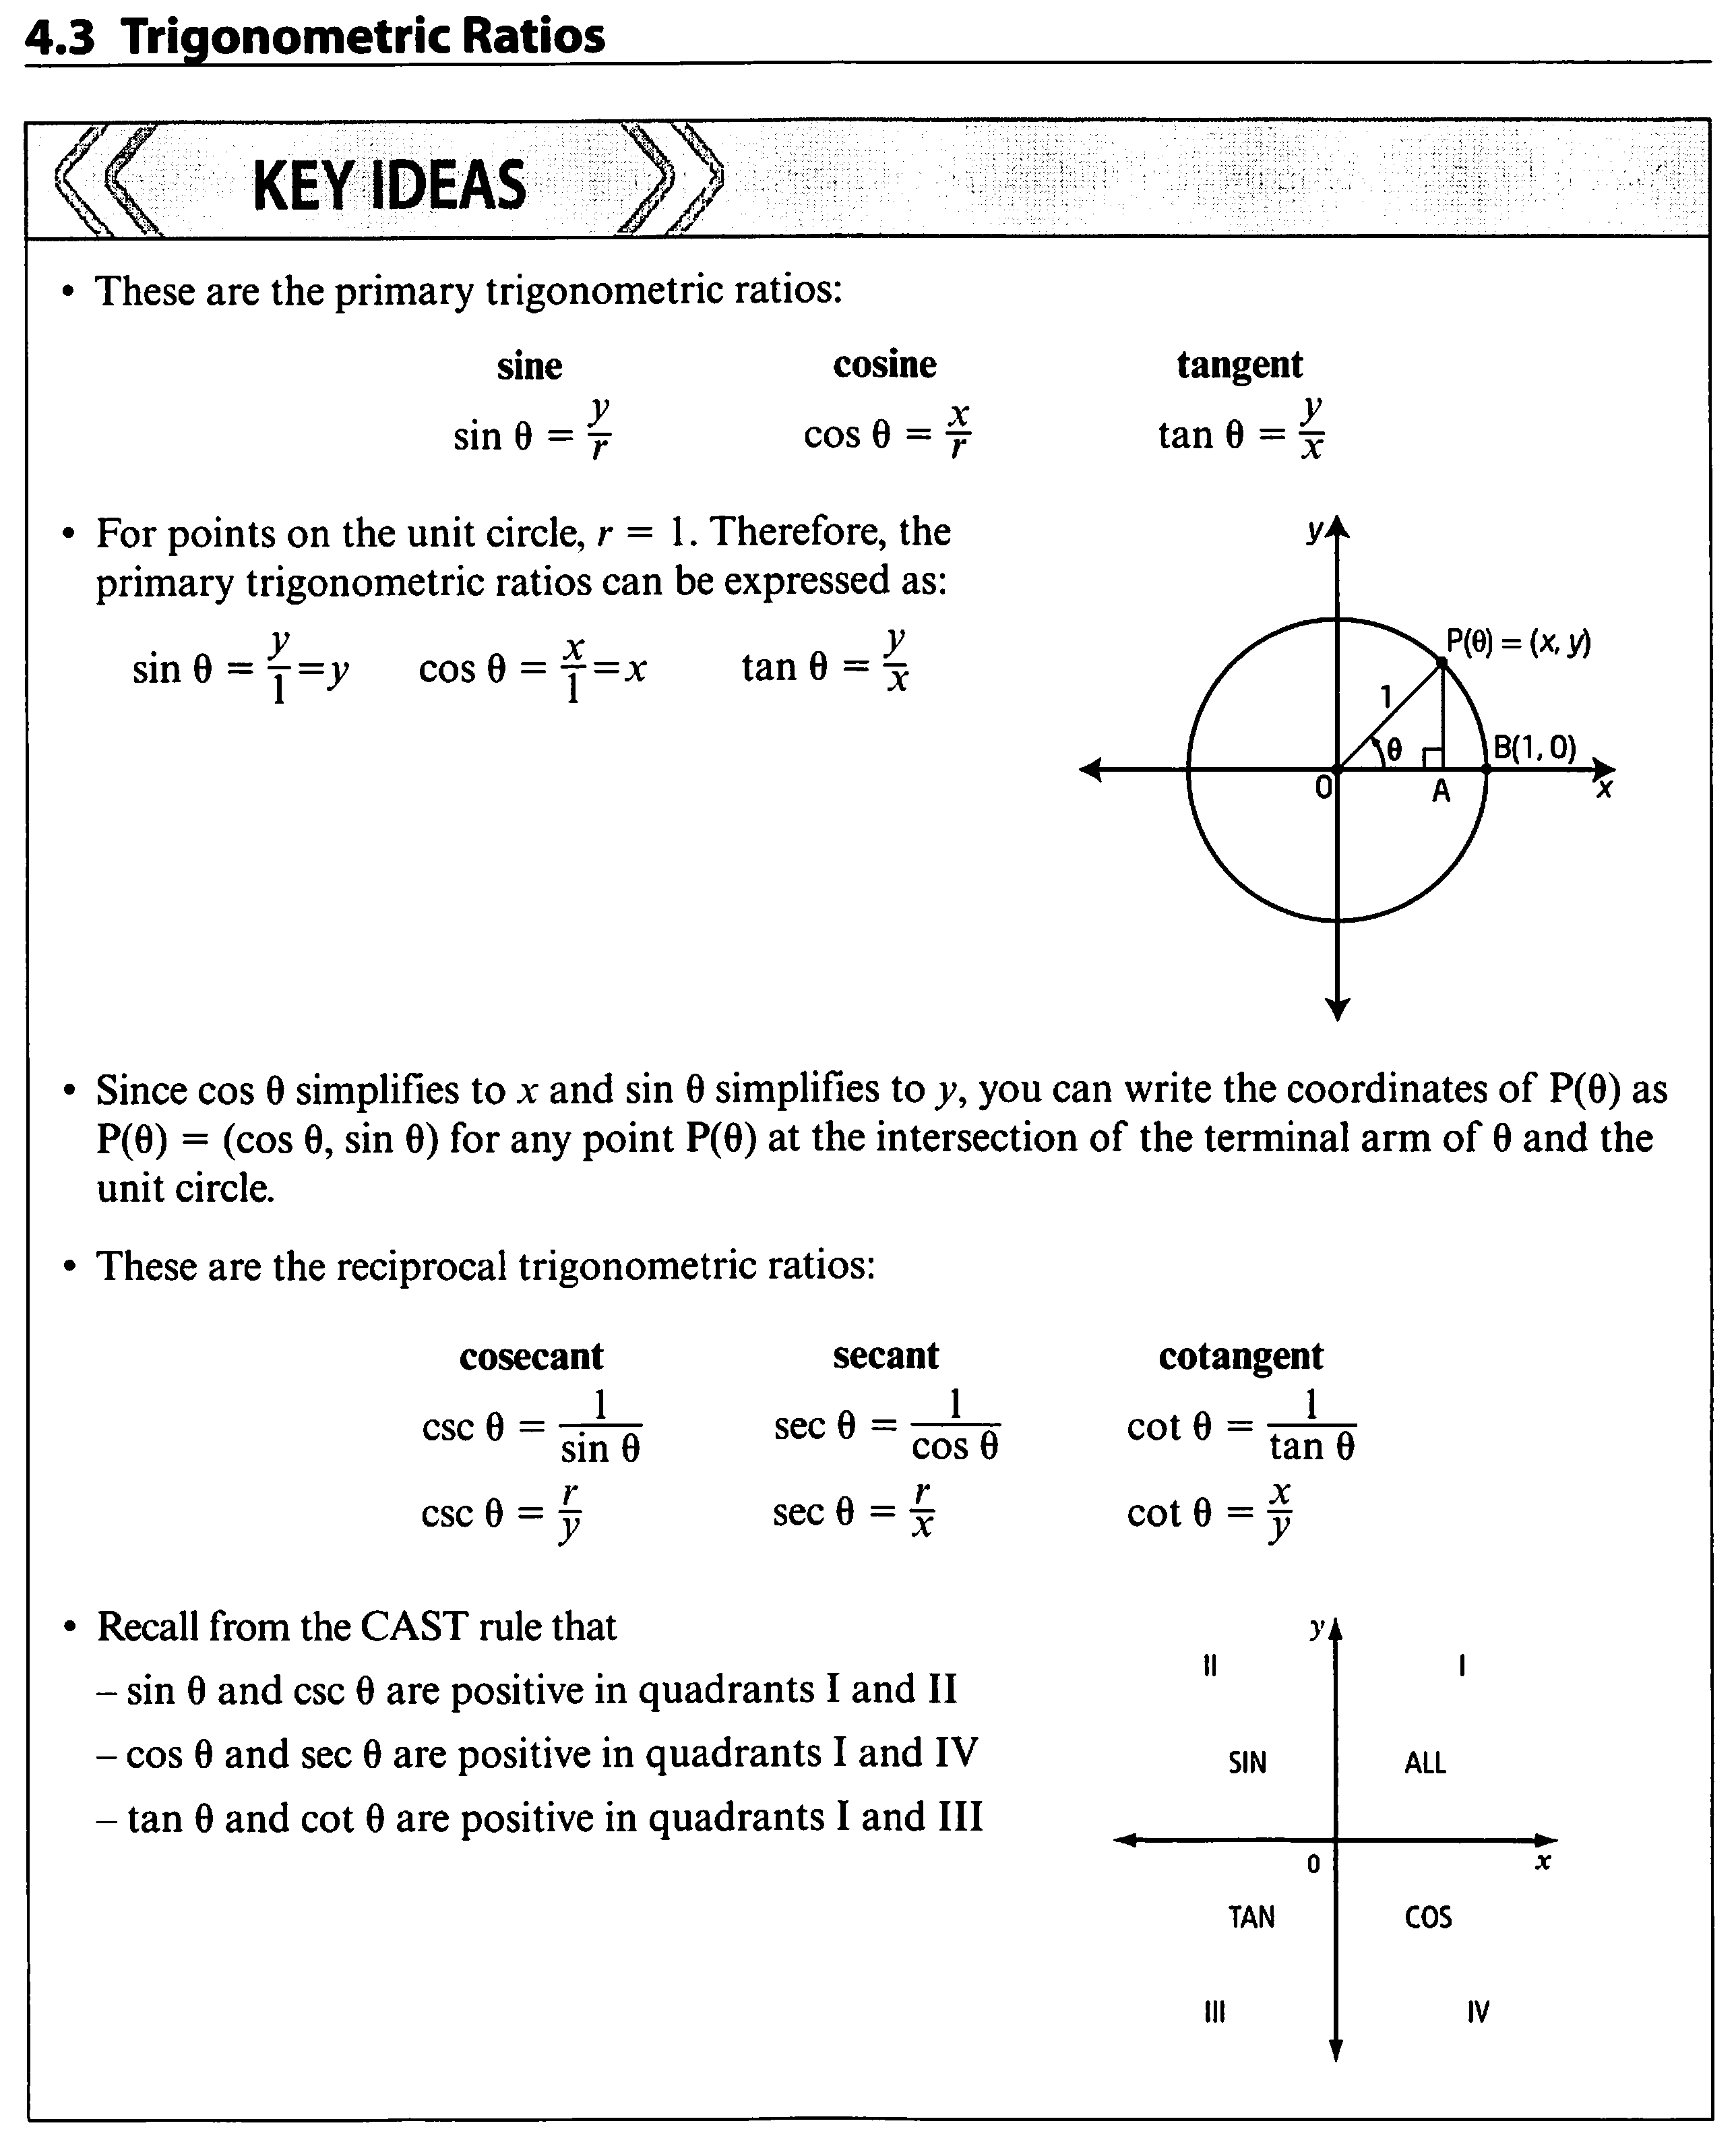 4.3 Trigonometric Ratios
KEY IDEAS
• These are the primary trigonometric ratios:
sine cosine tangent
sin θ = y/r cos θ = x/r tan θ = y/x
• For points on the unit circle, r = 1. Therefore, the
primary trigonometric ratios can be expressed as:
sin θ = y/1 = y cos θ = x/1 = x tan θ = y/x
y
P(θ) = (x, y)
1
θ
B(1, 0)
0
A
x
• Since cos θ simplifies to x and sin θ simplifies to y, you can write the coordinates of P(θ) as
P(θ) = (cos θ, sin θ) for any point P(θ) at the intersection of the terminal arm of θ and the
unit circle.
• These are the reciprocal trigonometric ratios:
cosecant secant cotangent
csc θ = 1/sin θ sec θ = 1/cos θ cot θ = 1/tan θ
csc θ = r/y sec θ = r/x cot θ = x/y
• Recall from the CAST rule that
– sin θ and csc θ are positive in quadrants I and II
– cos θ and sec θ are positive in quadrants I and IV
– tan θ and cot θ are positive in quadrants I and III
y
II I
SIN ALL
0 x
TAN COS
III IV